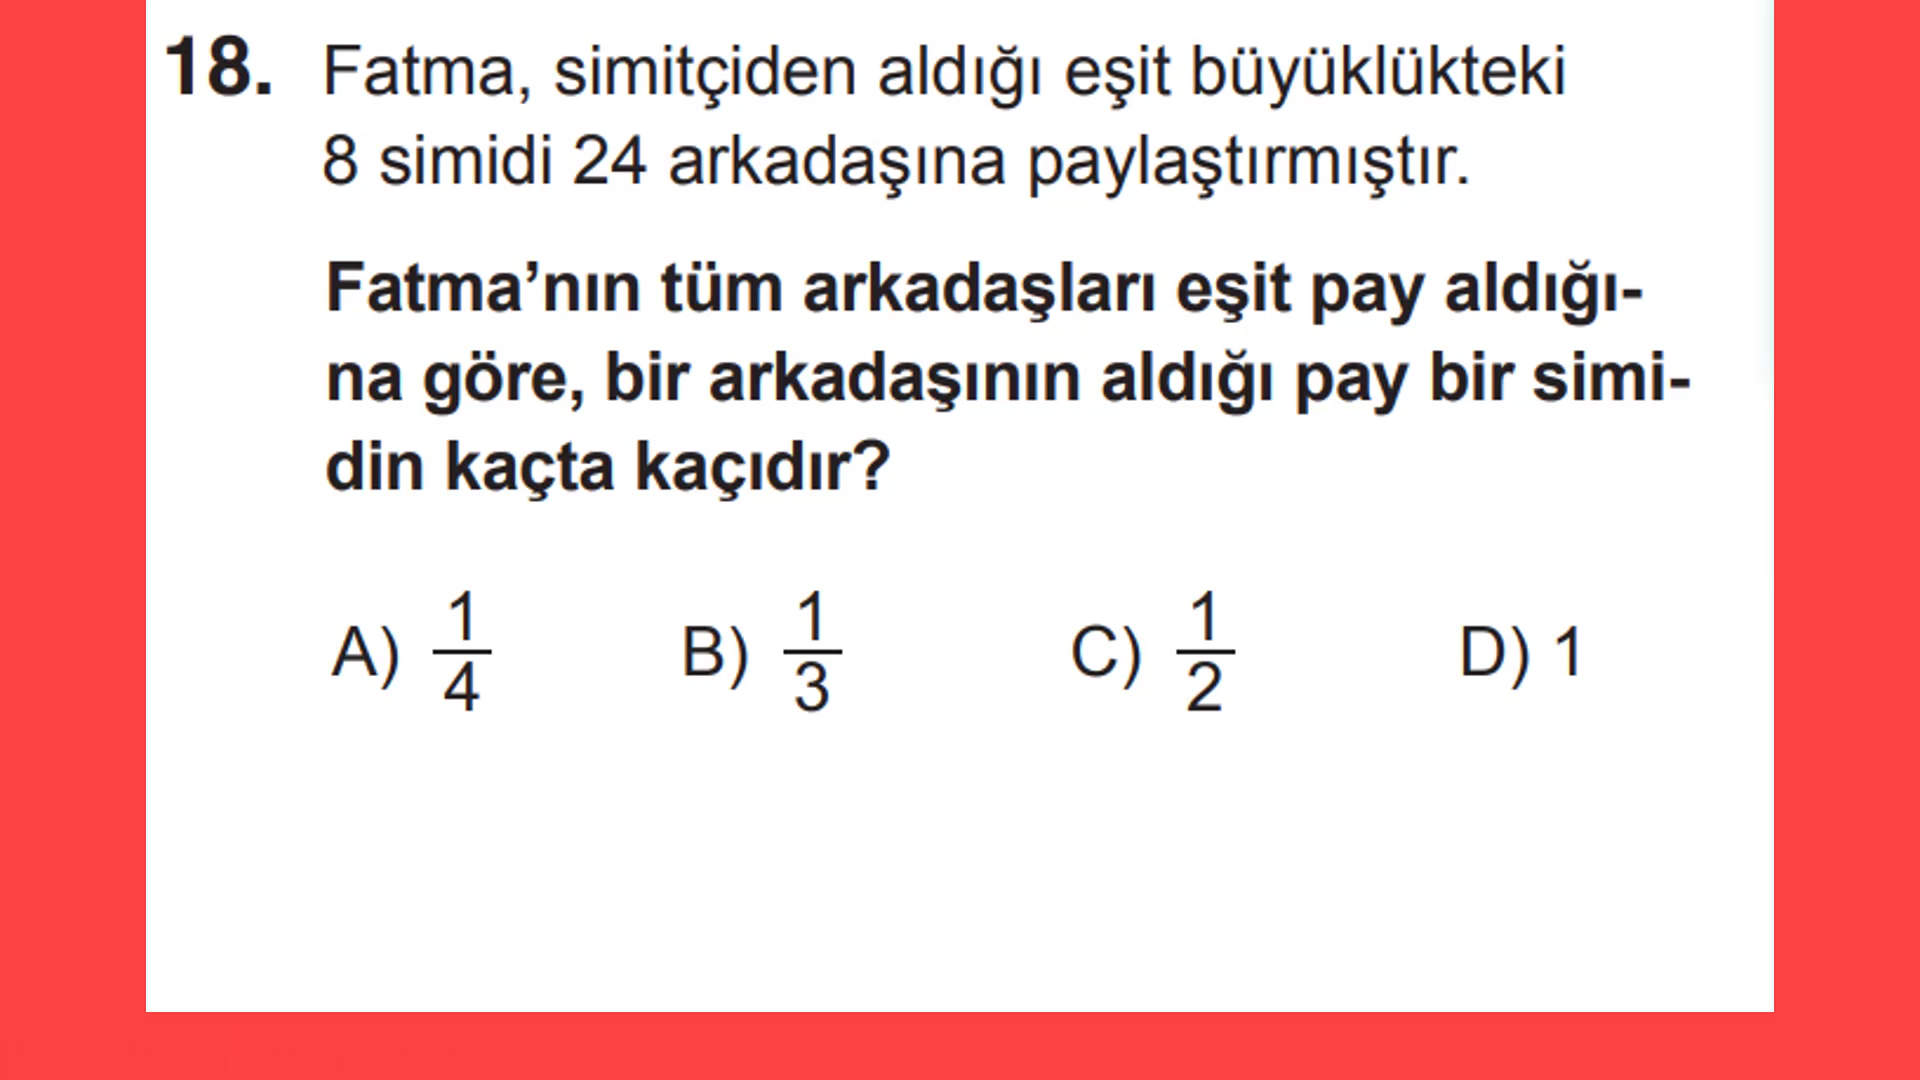 18. Fatma, simitçiden aldığı eşit büyüklükteki
8 simidi 24 arkadaşına paylaştırmıştır.
Fatma’nın tüm arkadaşları eşit pay aldığı-
na göre, bir arkadaşının aldığı pay bir simi-
din kaçta kaçıdır?
A) 1/4 B) 1/3 C) 1/2 D) 1